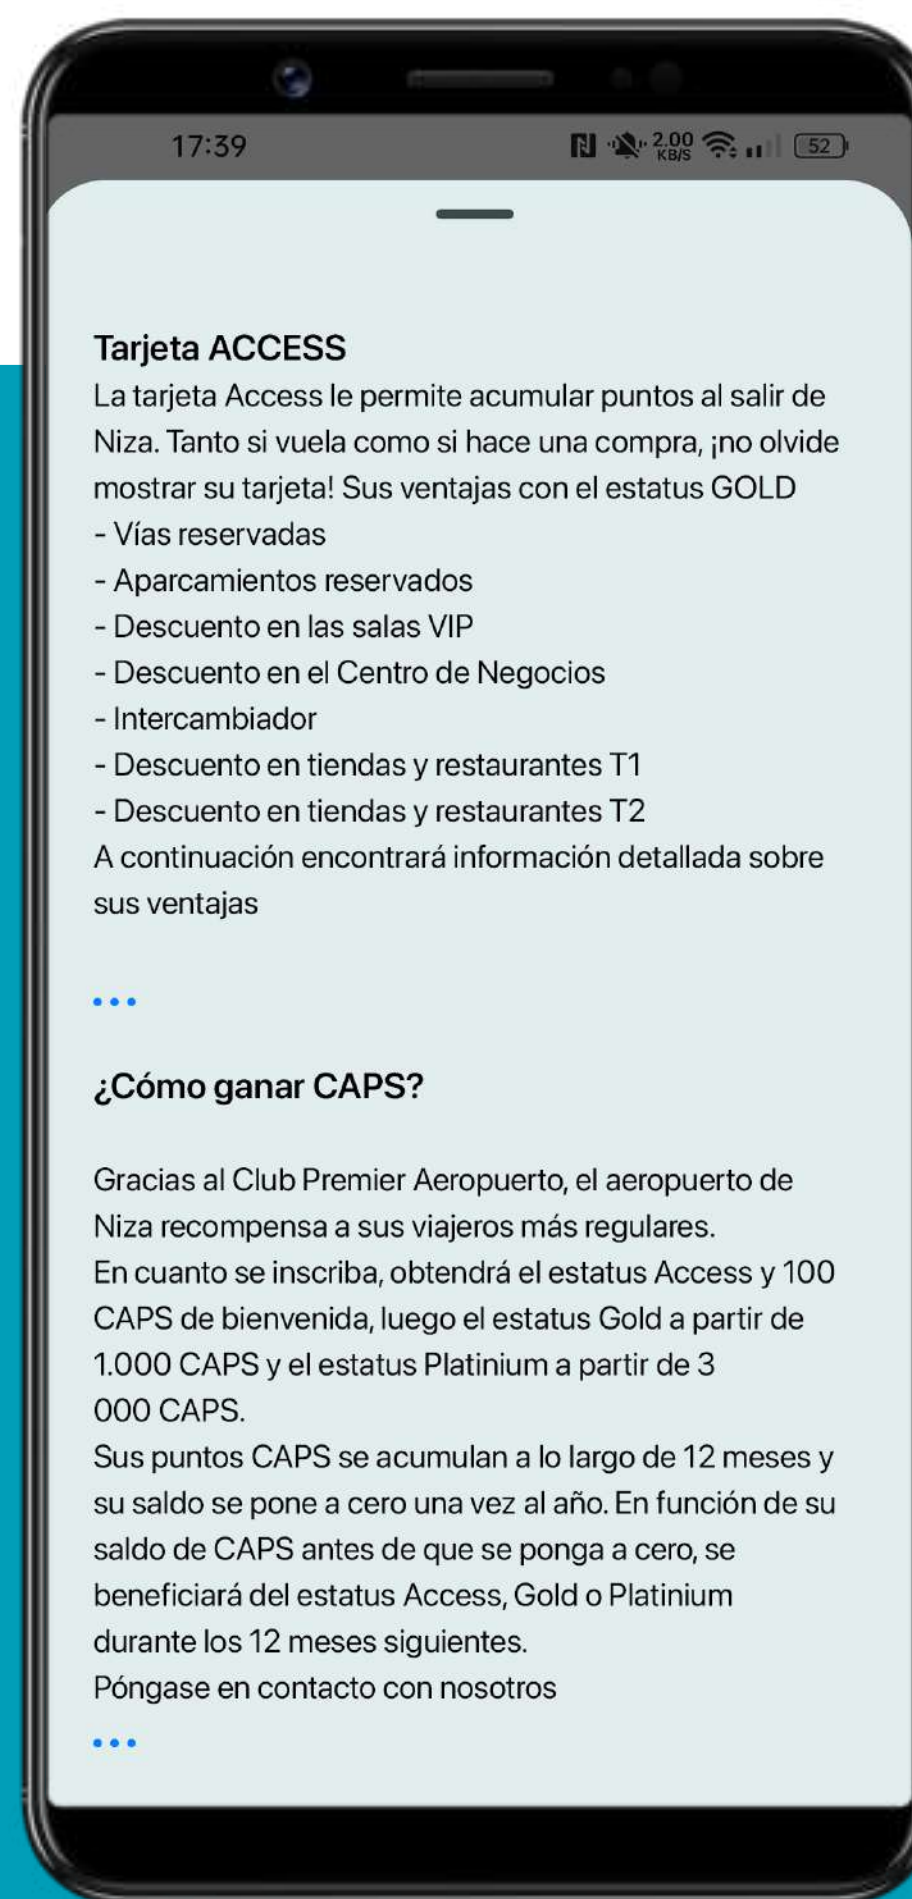 17:39
2.00
KB/S
52
Tarjeta ACCESS
La tarjeta Access le permite acumular puntos al salir de
Niza. Tanto si vuela como si hace una compra, ¡no olvide
mostrar su tarjeta! Sus ventajas con el estatus GOLD
- Vías reservadas
- Aparcamientos reservados
- Descuento en las salas VIP
- Descuento en el Centro de Negocios
- Intercambiador
- Descuento en tiendas y restaurantes T1
- Descuento en tiendas y restaurantes T2
A continuación encontrará información detallada sobre
sus ventajas
...
¿Cómo ganar CAPS?
Gracias al Club Premier Aeropuerto, el aeropuerto de
Niza recompensa a sus viajeros más regulares.
En cuanto se inscriba, obtendrá el estatus Access y 100
CAPS de bienvenida, luego el estatus Gold a partir de
1.000 CAPS y el estatus Platinium a partir de 3
000 CAPS.
Sus puntos CAPS se acumulan a lo largo de 12 meses y
su saldo se pone a cero una vez al año. En función de su
saldo de CAPS antes de que se ponga a cero, se
beneficiará del estatus Access, Gold o Platinium
durante los 12 meses siguientes.
Póngase en contacto con nosotros
...